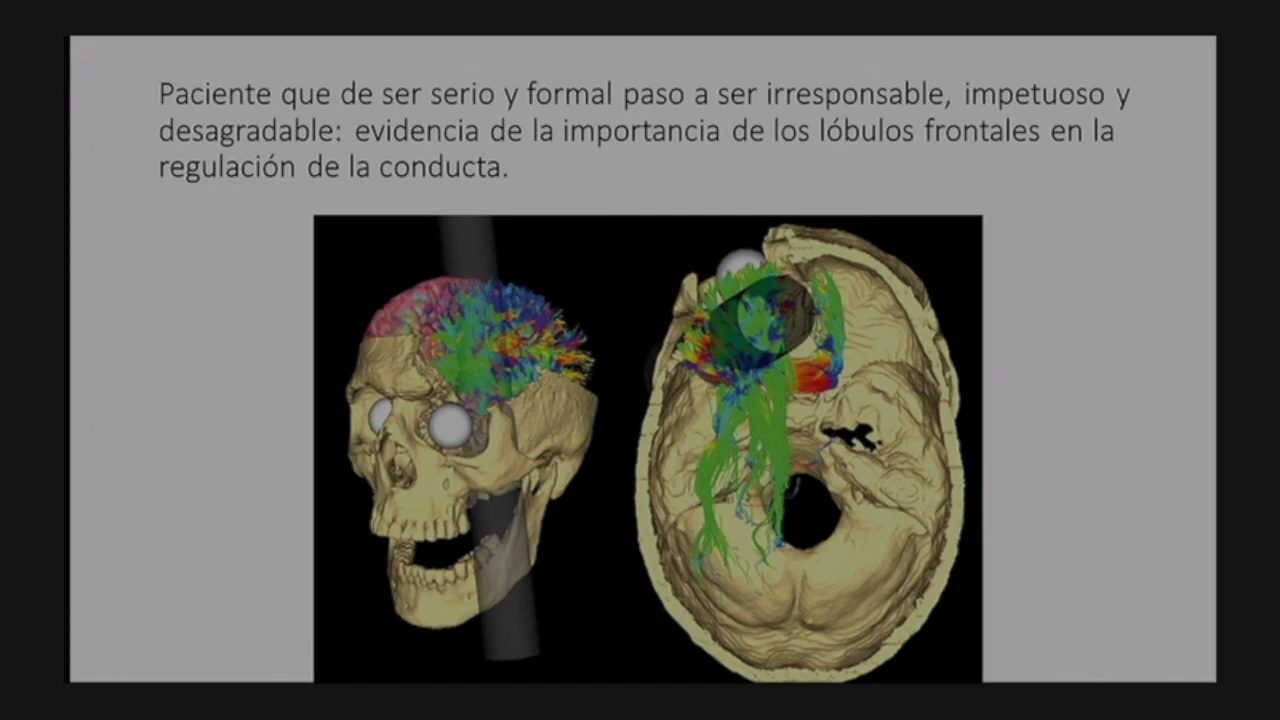 Paciente que de ser serio y formal paso a ser irresponsable, impetuoso y
desagradable: evidencia de la importancia de los lóbulos frontales en la
regulación de la conducta.